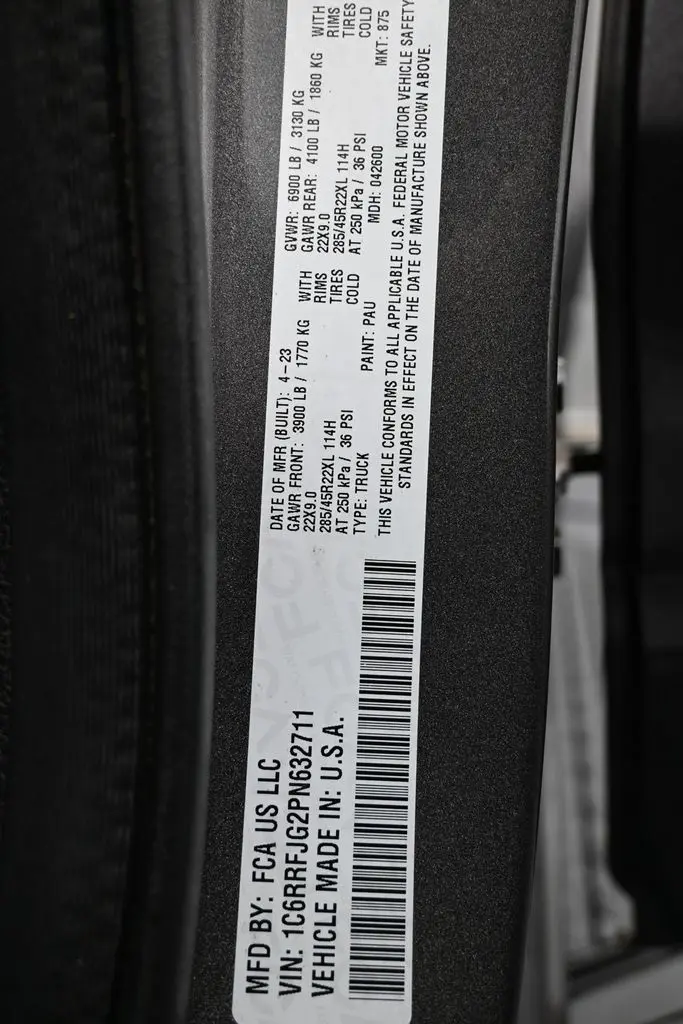 MFD BY: FCA US LLC
VIN: 1C6RRFJG2PN632711
VEHICLE MADE IN: U.S.A.
DATE OF MFR (BUILT): 4-23
GAWR FRONT: 3900 LB / 1770 KG WITH
22X9.0 RIMS
285/45R22XL 114H TIRES
AT 250 kPa / 36 PSI COLD
TYPE: TRUCK PAINT: PAU
GVWR: 6900 LB / 3130 KG
GAWR REAR: 4100 LB / 1860 KG WITH
22X9.0 RIMS
285/45R22XL 114H TIRES
AT 250 kPa / 36 PSI COLD
MDH: 042600 MKT: 875
THIS VEHICLE CONFORMS TO ALL APPLICABLE U.S.A. FEDERAL MOTOR VEHICLE SAFETY
STANDARDS IN EFFECT ON THE DATE OF MANUFACTURE SHOWN ABOVE.